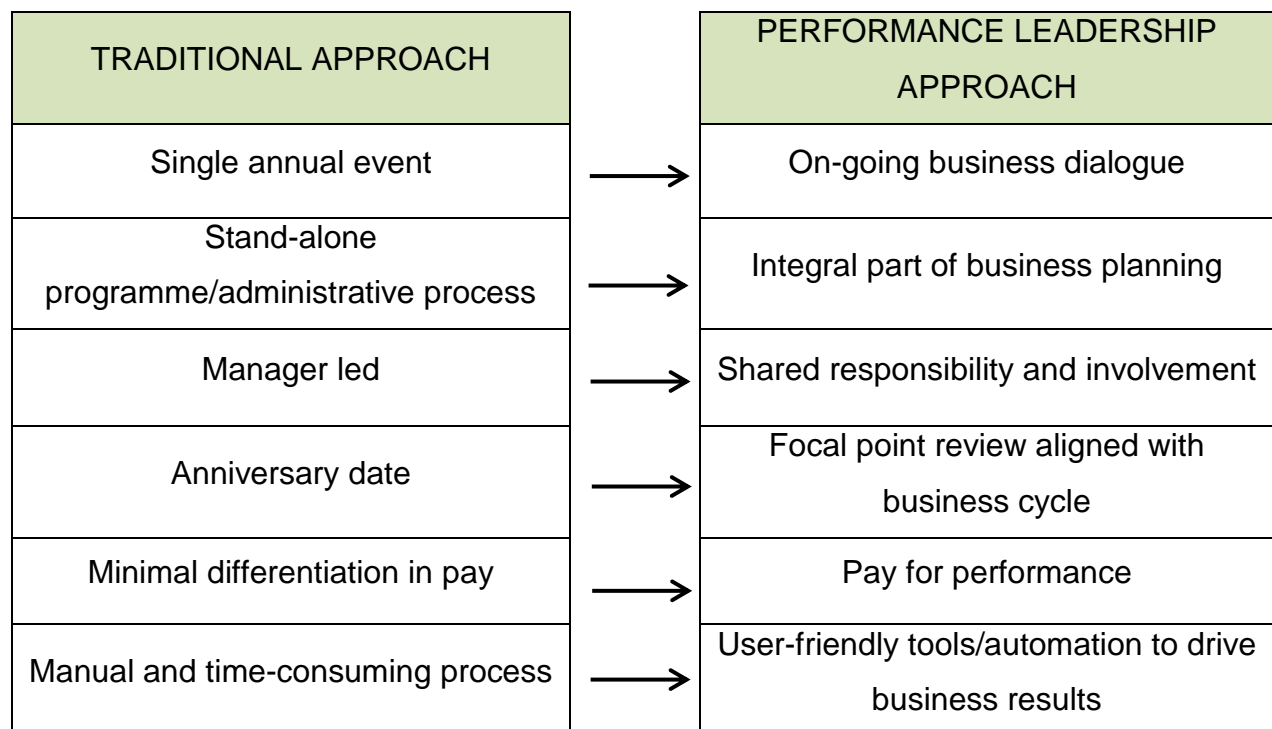 TRADITIONAL APPROACH
PERFORMANCE LEADERSHIP
APPROACH
Single annual event
On-going business dialogue
Stand-alone
programme/administrative process
Integral part of business planning
Manager led
Shared responsibility and involvement
Anniversary date
Focal point review aligned with
business cycle
Minimal differentiation in pay
Pay for performance
Manual and time-consuming process
User-friendly tools/automation to drive
business results